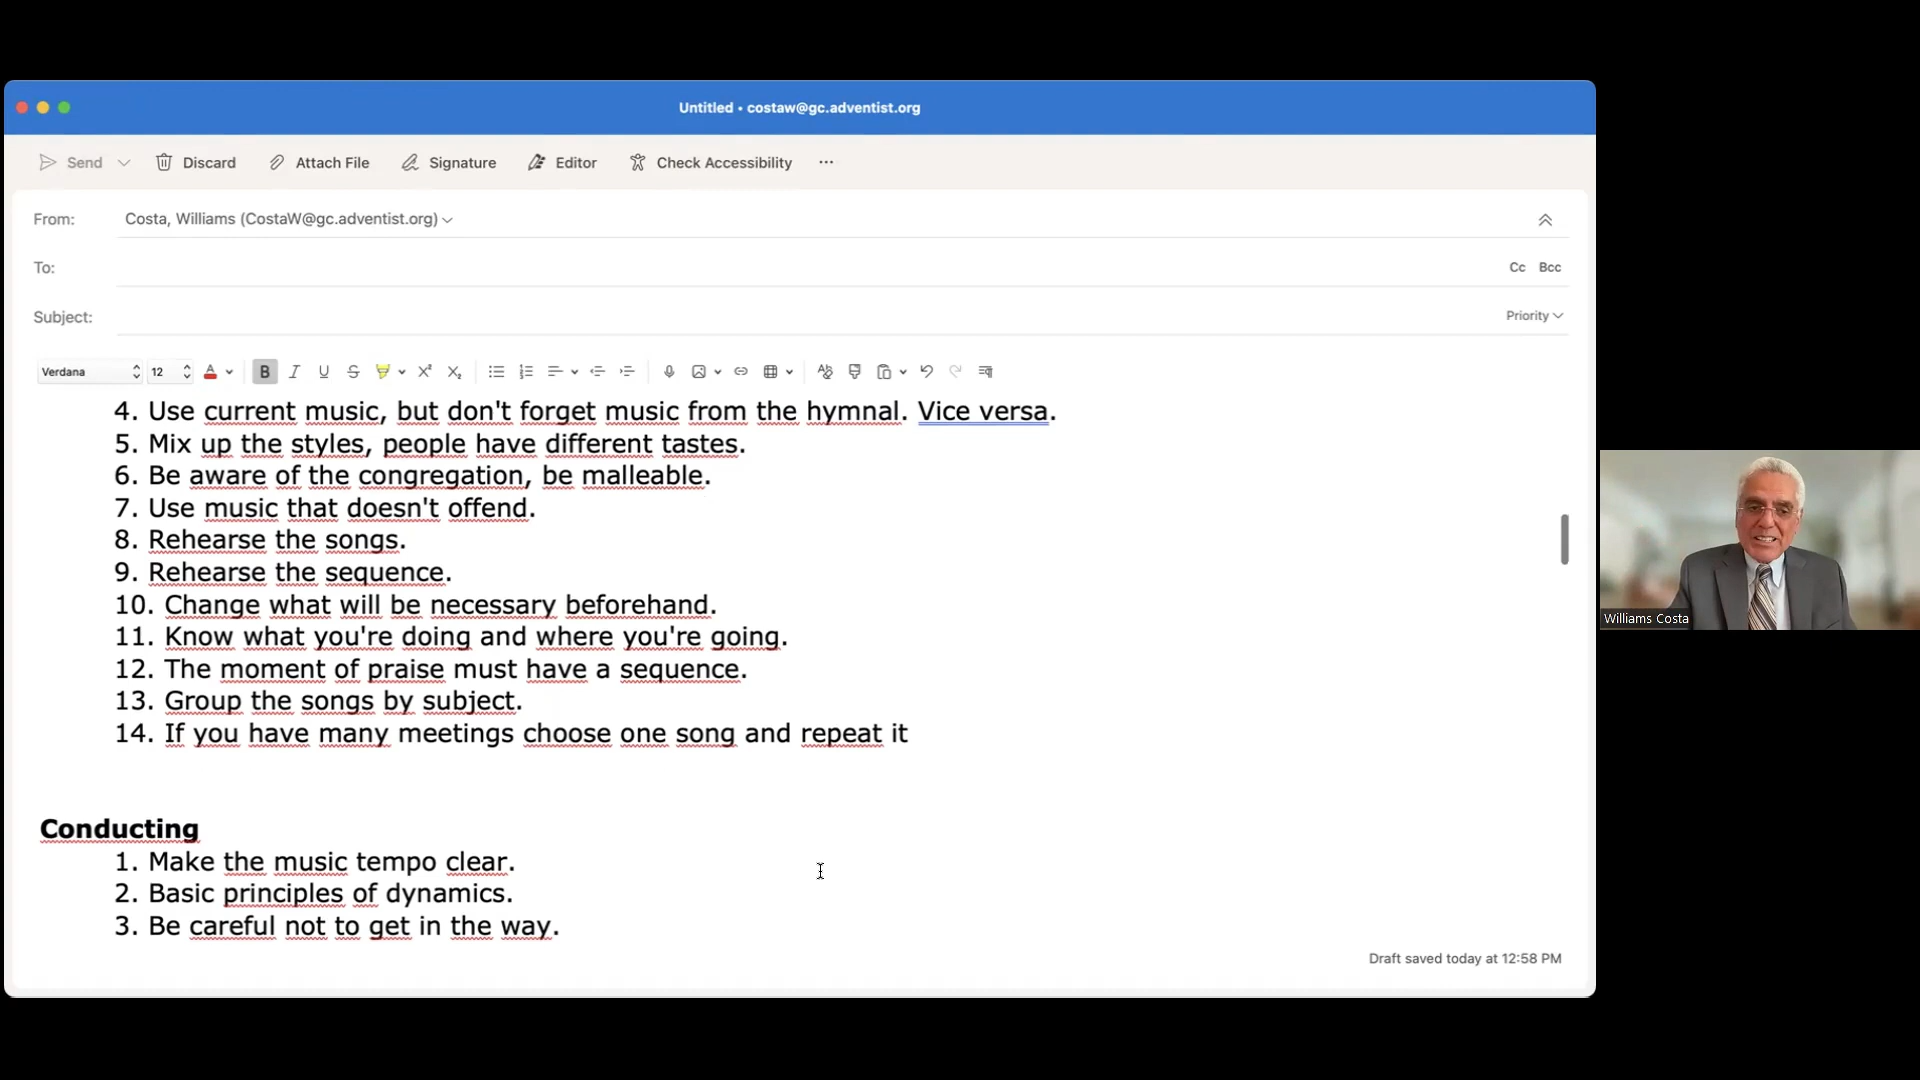 Untitled • costaw@gc.adventist.org
Send Discard Attach File Signature Editor Check Accessibility ...
From: Costa, Williams (CostaW@gc.adventist.org)
To: Cc Bcc
Subject: Priority
Verdana 12 A B I U S X² X₂
4. Use current music, but don't forget music from the hymnal. Vice versa.
5. Mix up the styles, people have different tastes.
6. Be aware of the congregation, be malleable.
7. Use music that doesn't offend.
8. Rehearse the songs.
9. Rehearse the sequence.
10. Change what will be necessary beforehand.
11. Know what you're doing and where you're going.
12. The moment of praise must have a sequence.
13. Group the songs by subject.
14. If you have many meetings choose one song and repeat it
Williams Costa
Conducting
1. Make the music tempo clear.
2. Basic principles of dynamics.
3. Be careful not to get in the way.
Draft saved today at 12:58 PM